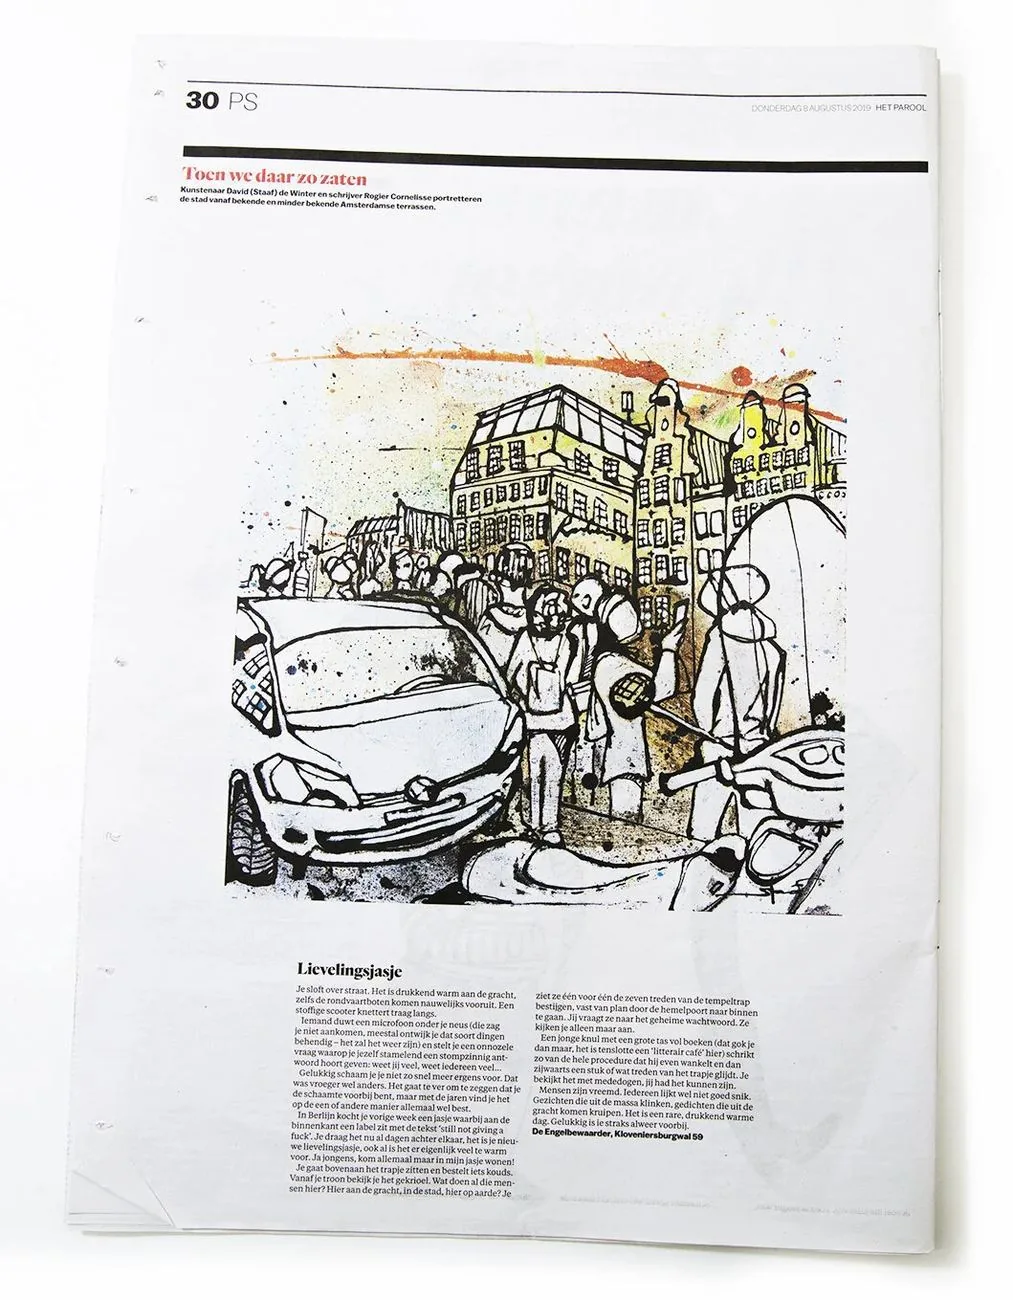 30 PS
DONDERDAG 8 AUGUSTUS 2019 HET PAROOL
Toen we daar zo zaten
Kunstenaar David (Staaf) de Winter en schrijver Rogier Cornelisse portretteren
de stad vanaf bekende en minder bekende Amsterdamse terrassen.
Lievelingsjasje
Je sloft over straat. Het is drukkend warm aan de gracht,
zelfs de rondvaartboten komen nauwelijks vooruit. Een
stoffige scooter knettert traag langs.
Iemand duwt een microfoon onder je neus (die zag
je niet aankomen, meestal ontwijk je dat soort dingen
behendig – het zal het weer zijn) en stelt je een onnozele
vraag waarop je jezelf stamelend een stompzinnig ant-
woord hoort geven: weet jij veel, weet iedereen veel...
Gelukkig schaam je je niet zo snel meer ergens voor. Dat
was vroeger wel anders. Het gaat te ver om te zeggen dat je
de schaamte voorbij bent, maar met de jaren vind je het
op de een of andere manier allemaal wel best.
In Berlijn kocht je vorige week een jasje waarbij aan de
binnenkant een label zit met de tekst 'still not giving a
fuck'. Je draag het nu al dagen achter elkaar, het is je nieu-
we lievelingsjasje, ook al is het er eigenlijk veel te warm
voor. Ja jongens, kom allemaal maar in mijn jasje wonen!
Je gaat bovenaan het trapje zitten en bestelt iets kouds.
Vanaf je troon bekijk je het gekrioel. Wat doen al die men-
sen hier? Hier aan de gracht, in de stad, hier op aarde? Je
ziet ze één voor één de zeven treden van de tempeltrap
bestijgen, vast van plan door de hemelpoort naar binnen
te gaan. Jij vraagt ze naar het geheime wachtwoord. Ze
kijken je alleen maar aan.
Een jonge knul met een grote tas vol boeken (dat gok je
dan maar, het is tenslotte een 'litterair café' hier) schrikt
zo van de hele procedure dat hij even wankelt en dan
zijwaarts een stuk of wat treden van het trapje glijdt. Je
bekijkt het met mededogen, jij had het kunnen zijn.
Mensen zijn vreemd. Iedereen lijkt wel niet goed snik.
Gezichten die uit de massa klinken, gedichten die uit de
gracht komen kruipen. Het is een rare, drukkend warme
dag. Gelukkig is ie straks alweer voorbij.
De Engelbewaarder, Kloveniersburgwal 59